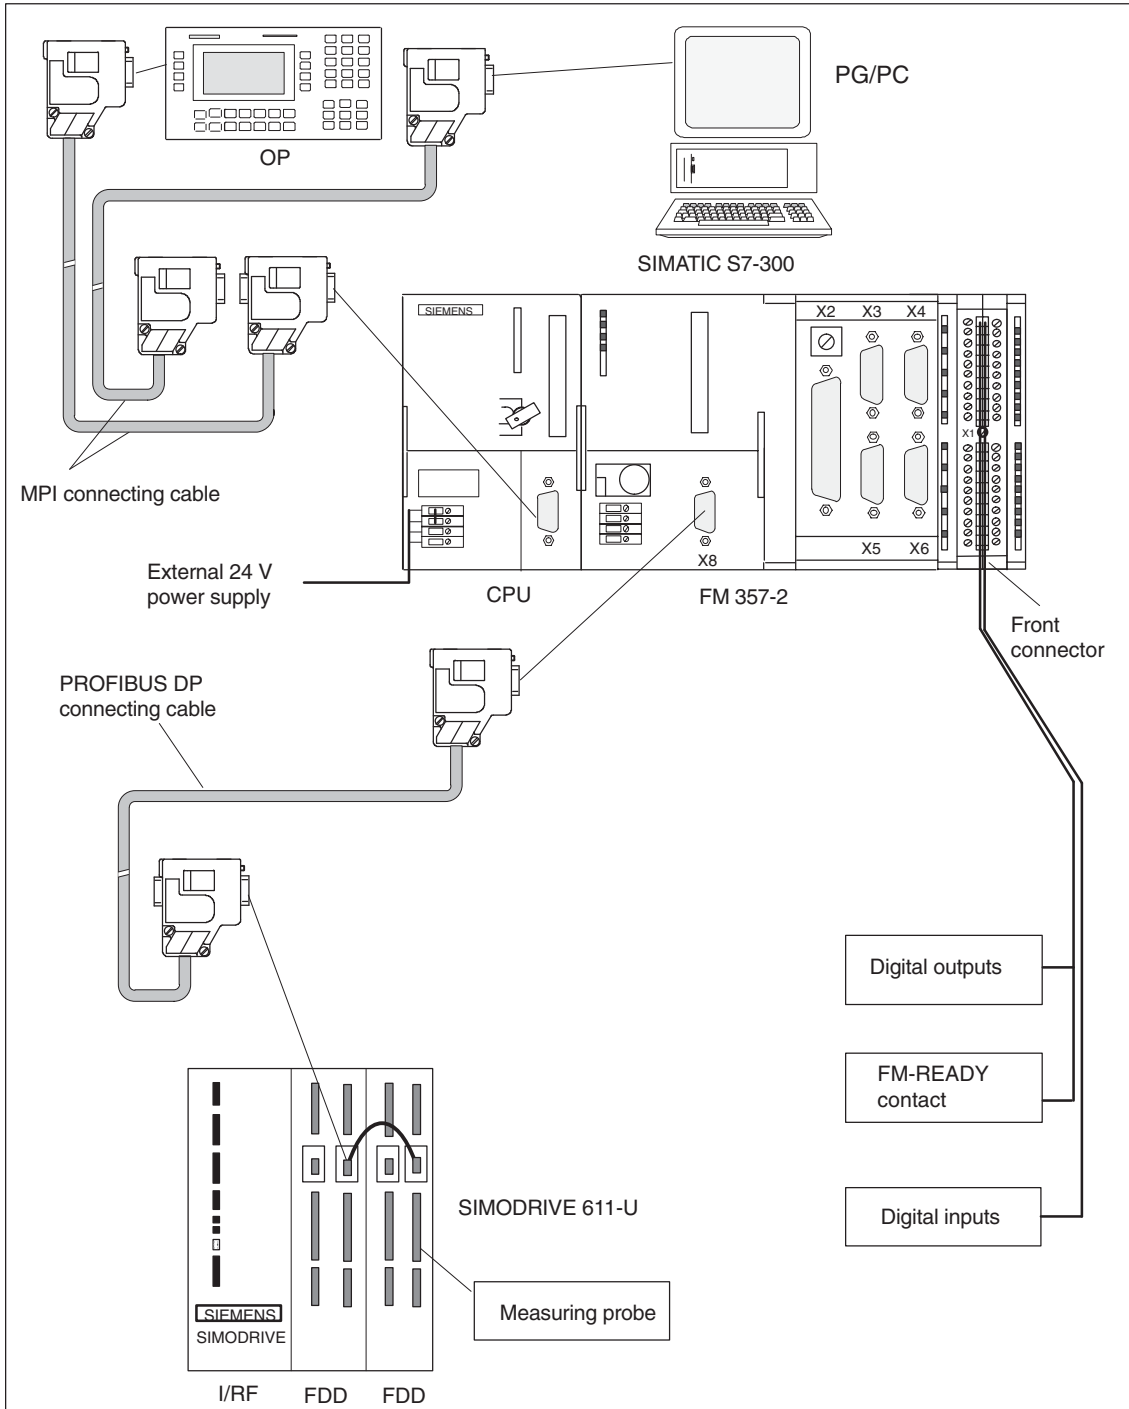 PG/PC
OP
SIMATIC S7-300
SIEMENS
X2
X3
X4
X1
MPI connecting cable
X5
X6
X8
External 24 V
power supply
CPU
FM 357-2
Front
connector
PROFIBUS DP
connecting cable
Digital outputs
FM-READY
contact
SIMODRIVE 611-U
Digital inputs
Measuring probe
SIEMENS
SIMODRIVE
I/RF
FDD
FDD